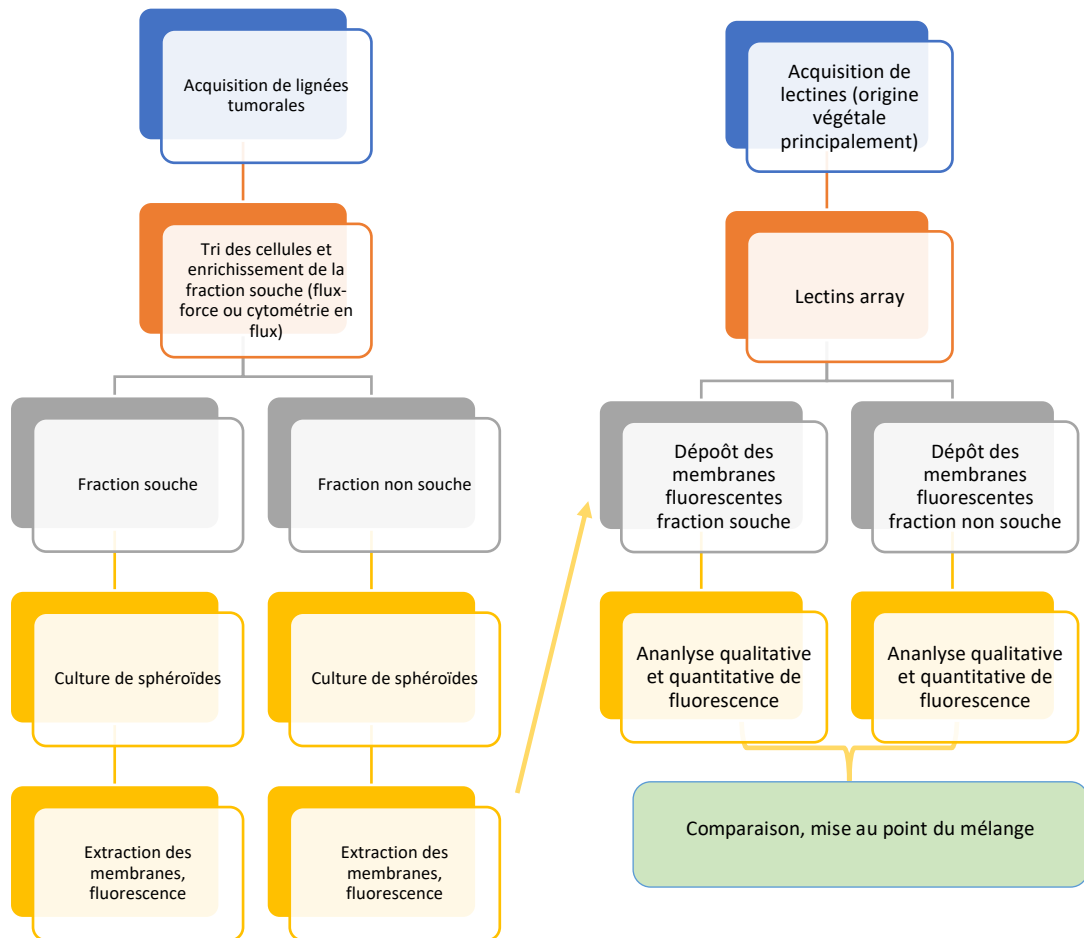 Acquisition de lignées
tumorales
Tri des cellules et
enrichissement de la
fraction souche (flux-
force ou cytométrie en
flux)
Fraction souche
Fraction non souche
Culture de sphéroïdes
Culture de sphéroïdes
Extraction des
membranes,
fluorescence
Extraction des
membranes,
fluorescence
Acquisition de
lectines (origine
végétale
principalement)
Lectins array
Dépoôt des
membranes
fluorescentes
fraction souche
Dépôt des
membranes
fluorescentes
fraction non souche
Ananlyse qualitative
et quantitative de
fluorescence
Ananlyse qualitative
et quantitative de
fluorescence
Comparaison, mise au point du mélange